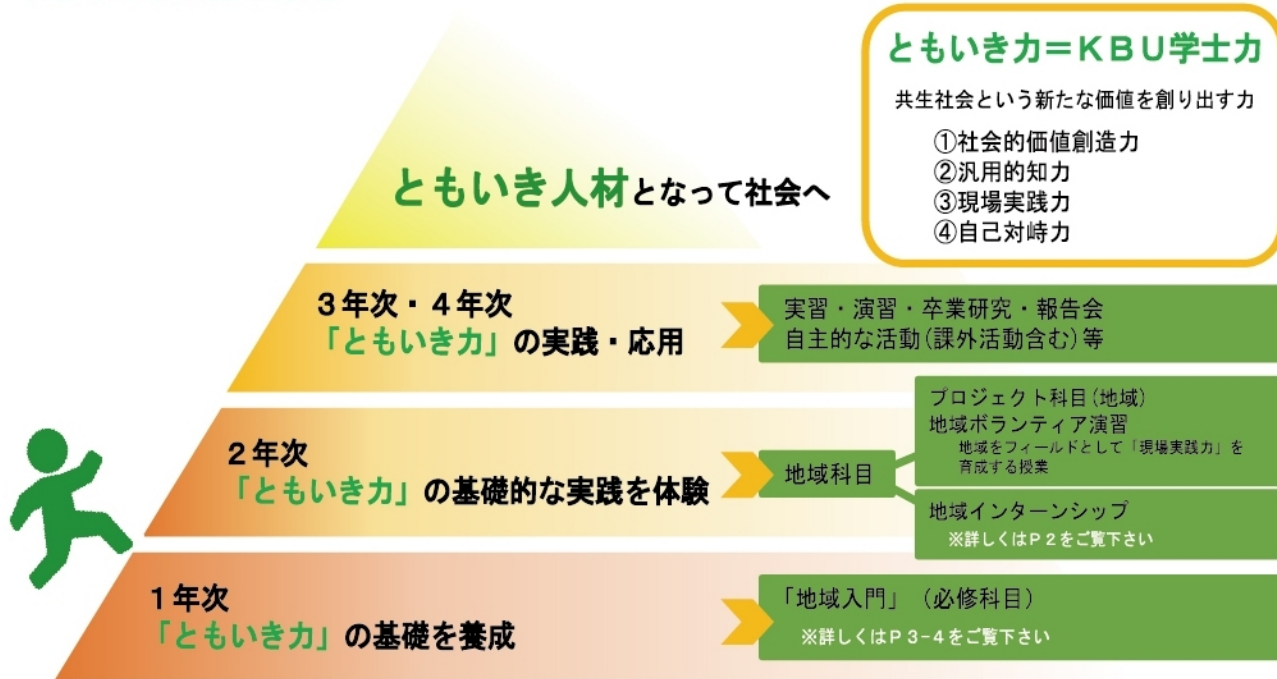 ともいき力＝ＫＢＵ学士力
共生社会という新たな価値を創り出す力
①社会的価値創造力
②汎用的知力
③現場実践力
④自己対峙力
ともいき人材となって社会へ
３年次・４年次
「ともいき力」の実践・応用
実習・演習・卒業研究・報告会
自主的な活動(課外活動含む)等
２年次
「ともいき力」の基礎的な実践を体験
地域科目
プロジェクト科目(地域)
地域ボランティア演習
地域をフィールドとして「現場実践力」を
育成する授業
地域インターンシップ
※詳しくはＰ２をご覧下さい
１年次
「ともいき力」の基礎を養成
「地域入門」（必修科目）
※詳しくはＰ３-４をご覧下さい